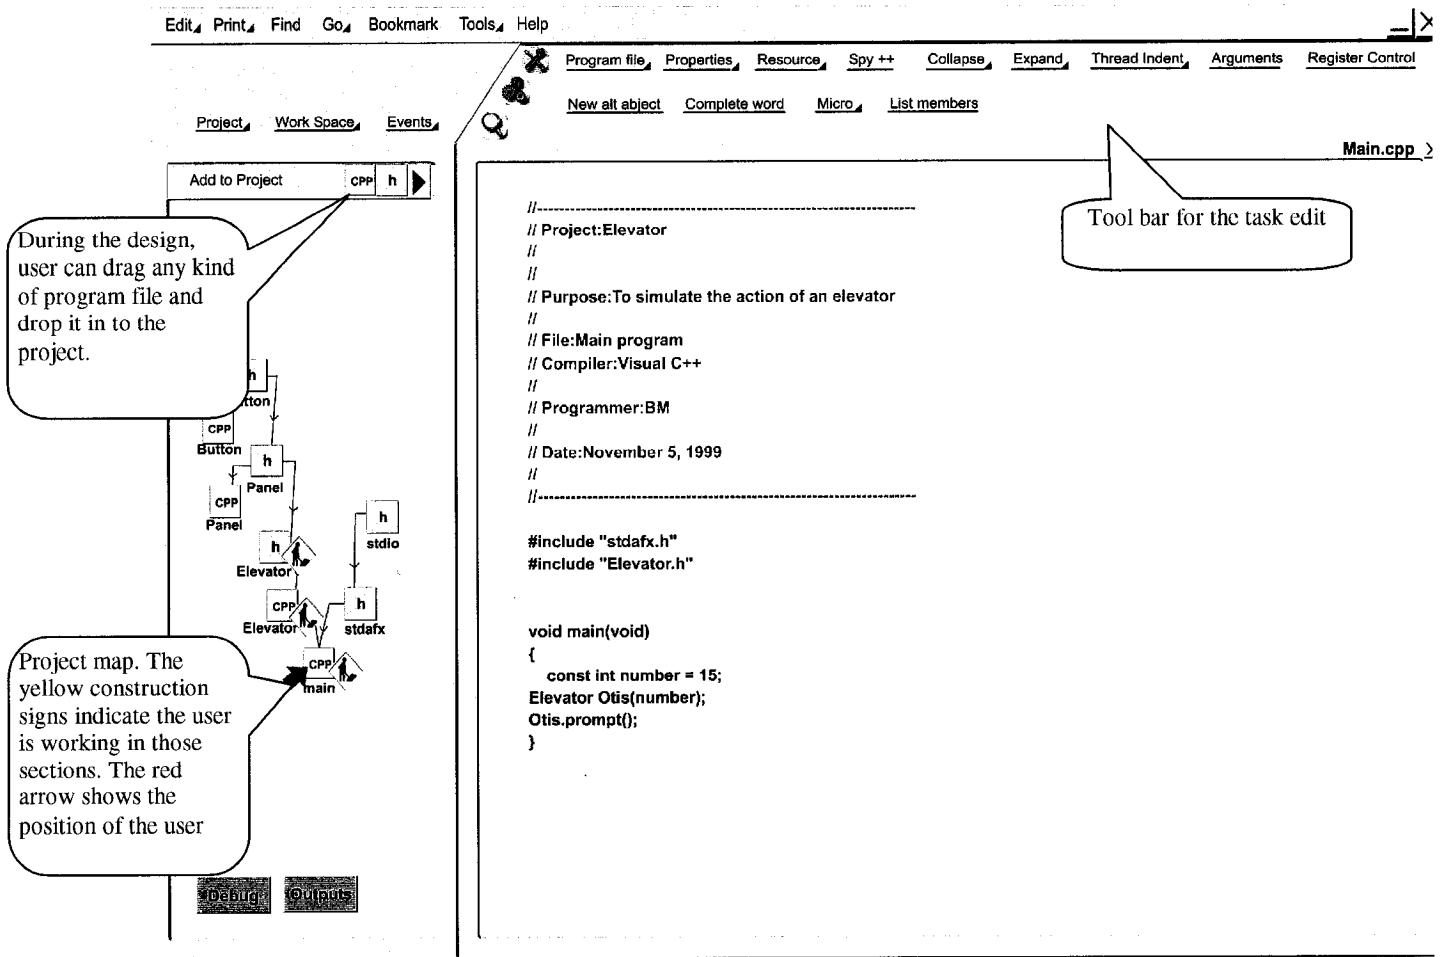 Edit Print Find Go Bookmark Tools Help
Program file Properties Resource Spy ++ Collapse Expand Thread Indent Arguments Register Control
New alt abject Complete word Micro List members
Project Work Space Events
Main.cpp
Add to Project CPP h
Tool bar for the task edit
During the design,
user can drag any kind
of program file and
drop it in to the
project.
h
tton
CPP
Button
h
Panel
CPP
Panel
h
stdio
h
Elevator
CPP
Elevator
h
stdafx
CPP
main
Project map. The
yellow construction
signs indicate the user
is working in those
sections. The red
arrow shows the
position of the user
Debug Outputs
//--------------------------------------------------------------------
// Project:Elevator
//
//
// Purpose:To simulate the action of an elevator
//
// File:Main program
// Compiler:Visual C++
//
// Programmer:BM
//
// Date:November 5, 1999
//
//--------------------------------------------------------------------
#include "stdafx.h"
#include "Elevator.h"
void main(void)
{
const int number = 15;
Elevator Otis(number);
Otis.prompt();
}